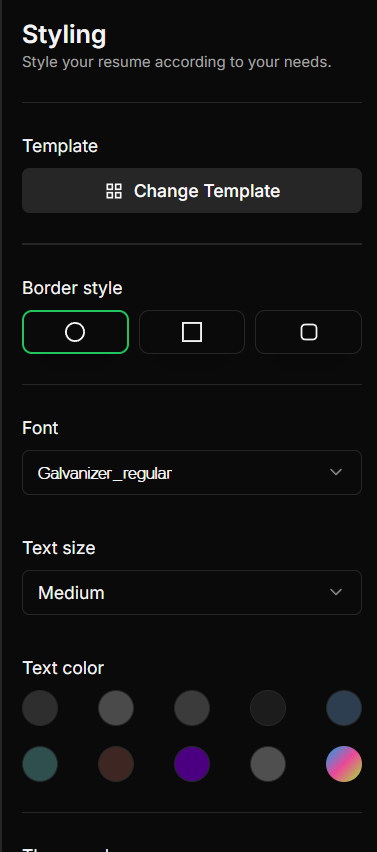 Styling
Style your resume according to your needs.
Template
Change Template
Border style
Font
Galvanizer_regular
Text size
Medium
Text color